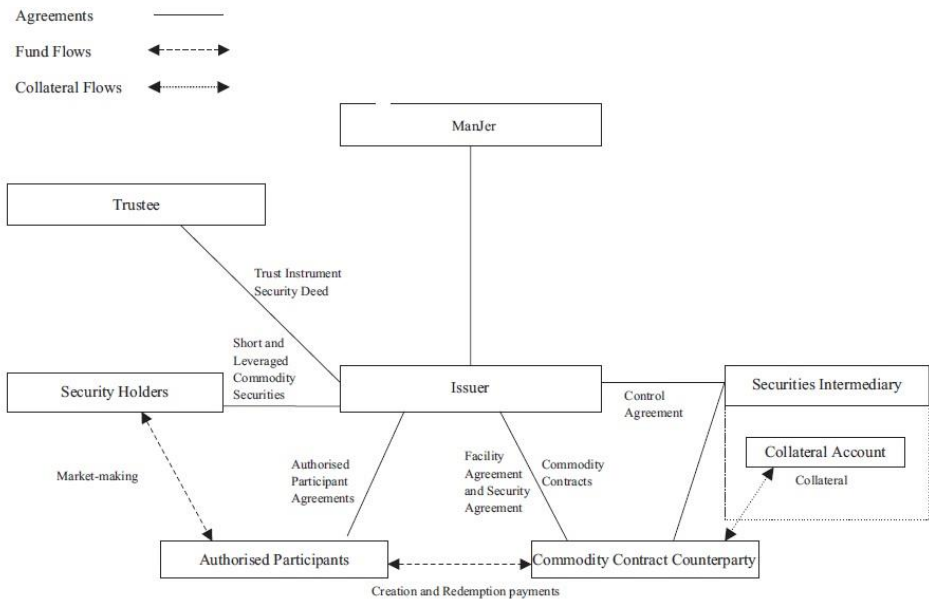 Agreements
Fund Flows
Collateral Flows
ManJer
Trustee
Trust Instrument
Security Deed
Short and
Leveraged
Commodity
Securities
Security Holders
Issuer
Securities Intermediary
Control
Agreement
Collateral Account
Collateral
Market-making
Authorised
Participant
Agreements
Facility
Agreement
and Security
Agreement
Commodity
Contracts
Authorised Participants
Commodity Contract Counterparty
Creation and Redemption payments